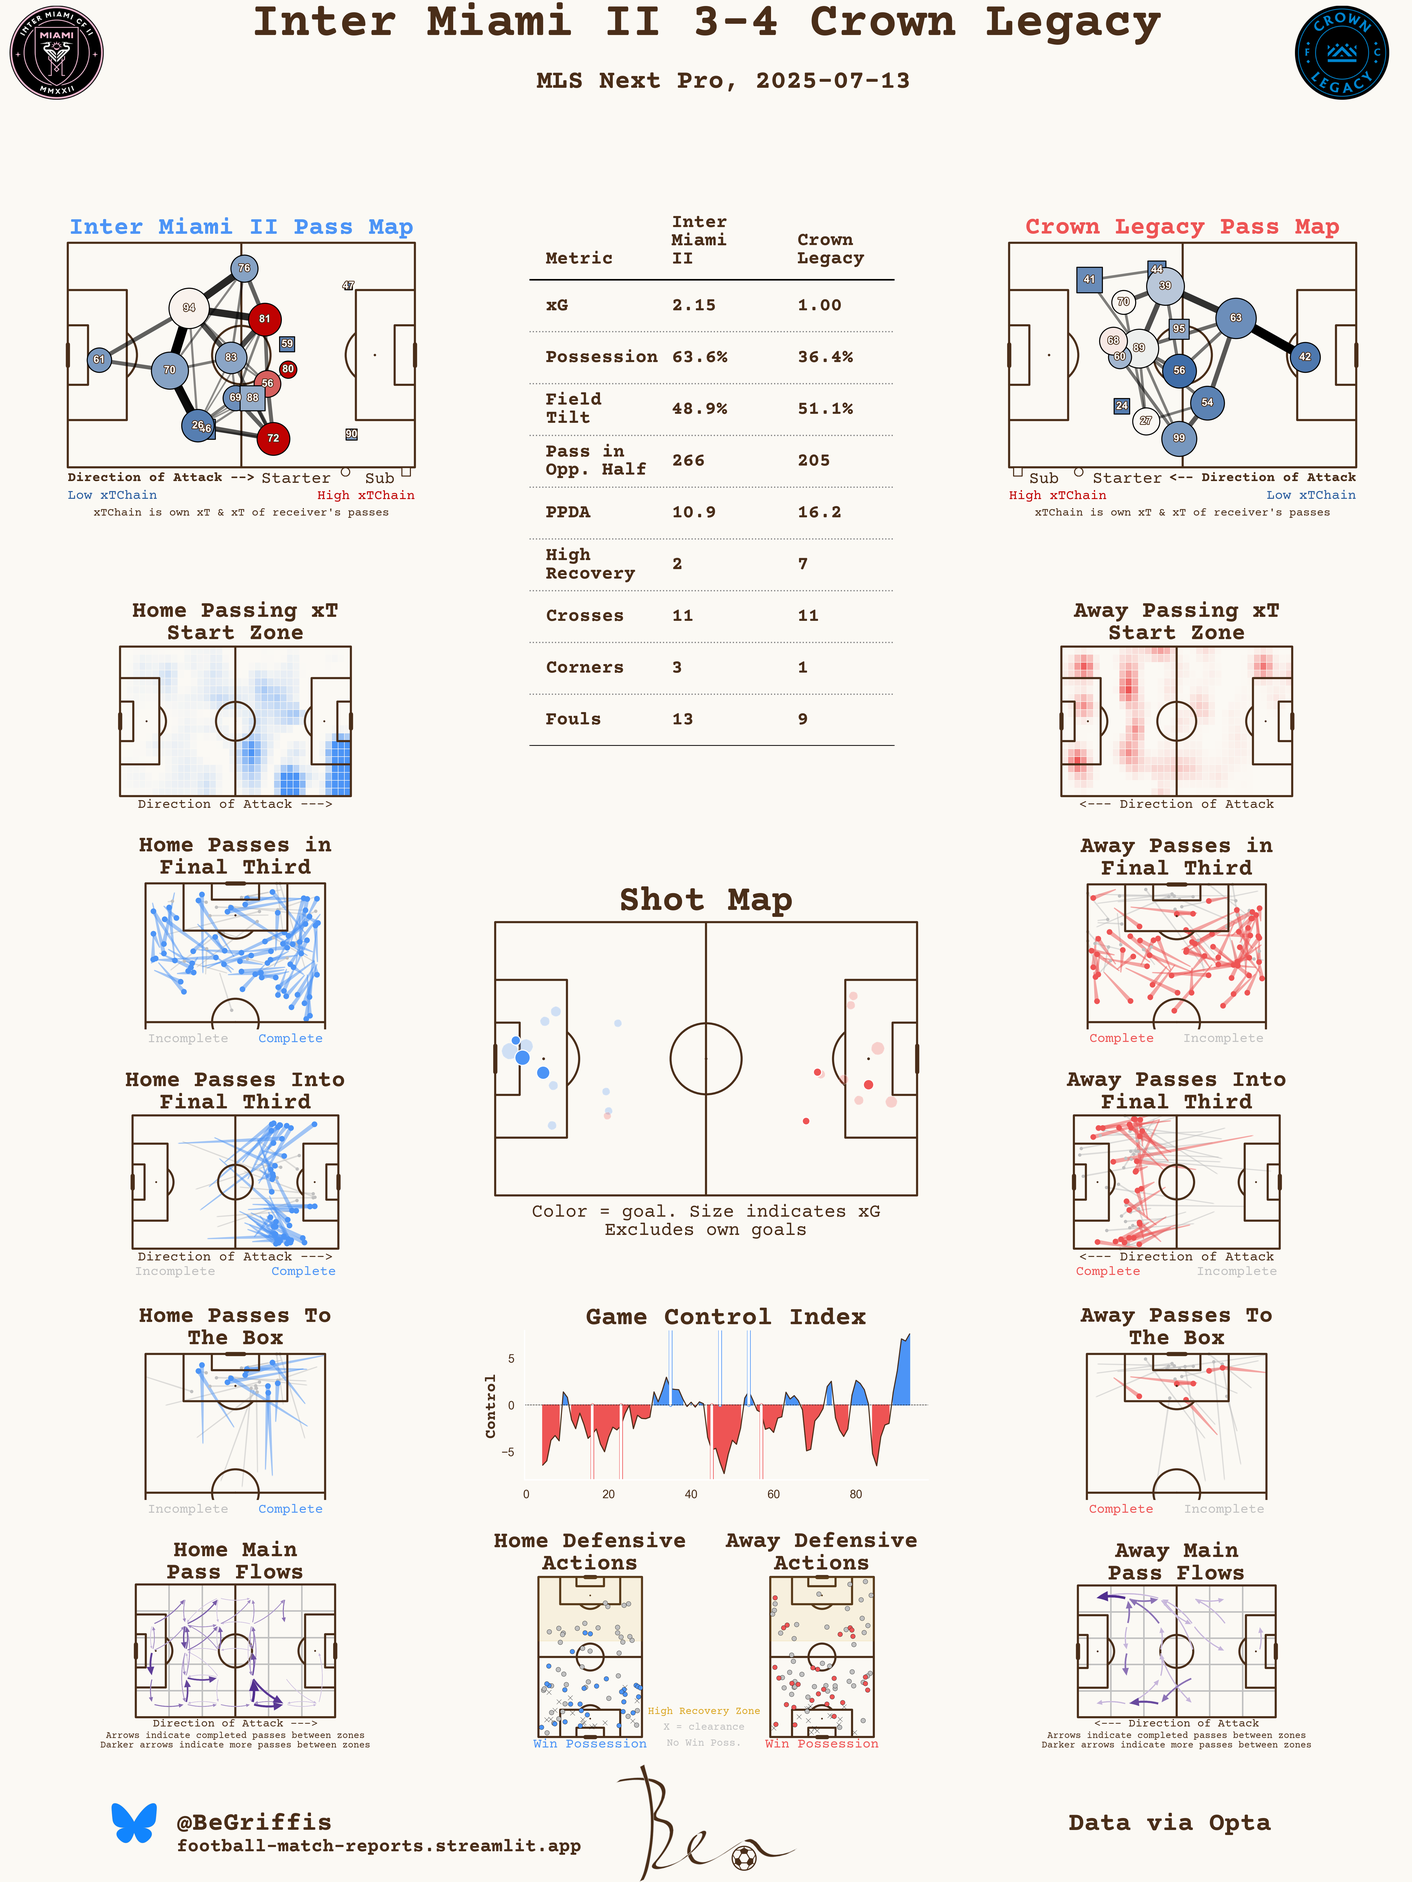 Inter Miami II 3-4 Crown Legacy
MLS Next Pro, 2025-07-13
INTER MIAMI CF II
MIAMI
MMXXII
CROWN
F C
LEGACY
Inter Miami II Pass Map
76
94
81
47
61
70
83
59
80
56
69 88
26 46
72
90
Direction of Attack --> Starter Sub
Low xTChain High xTChain
xTChain is own xT & xT of receiver's passes
Inter
Miami
II
Crown
Legacy
Metric
xG 2.15 1.00
Possession 63.6% 36.4%
Field
Tilt 48.9% 51.1%
Pass in
Opp. Half 266 205
PPDA 10.9 16.2
High
Recovery 2 7
Crosses 11 11
Corners 3 1
Fouls 13 9
Crown Legacy Pass Map
41
44
39
70
63
95
68
60
89
42
56
24
54
27
99
Sub Starter <-- Direction of Attack
High xTChain Low xTChain
xTChain is own xT & xT of receiver's passes
Home Passing xT
Start Zone
Direction of Attack --->
Away Passing xT
Start Zone
<--- Direction of Attack
Home Passes in
Final Third
Incomplete Complete
Away Passes in
Final Third
Complete Incomplete
Shot Map
Color = goal. Size indicates xG
Excludes own goals
Home Passes Into
Final Third
Direction of Attack --->
Incomplete Complete
Away Passes Into
Final Third
<--- Direction of Attack
Complete Incomplete
Home Passes To
The Box
Incomplete Complete
Game Control Index
Control
5
0
−5
0 20 40 60 80
Away Passes To
The Box
Complete Incomplete
Home Main
Pass Flows
Direction of Attack --->
Arrows indicate completed passes between zones
Darker arrows indicate more passes between zones
Home Defensive
Actions
Win Possession
Away Defensive
Actions
Win Possession
High Recovery Zone
X = clearance
No Win Poss.
Away Main
Pass Flows
<--- Direction of Attack
Arrows indicate completed passes between zones
Darker arrows indicate more passes between zones
@BeGriffis
football-match-reports.streamlit.app
Ben
Data via Opta